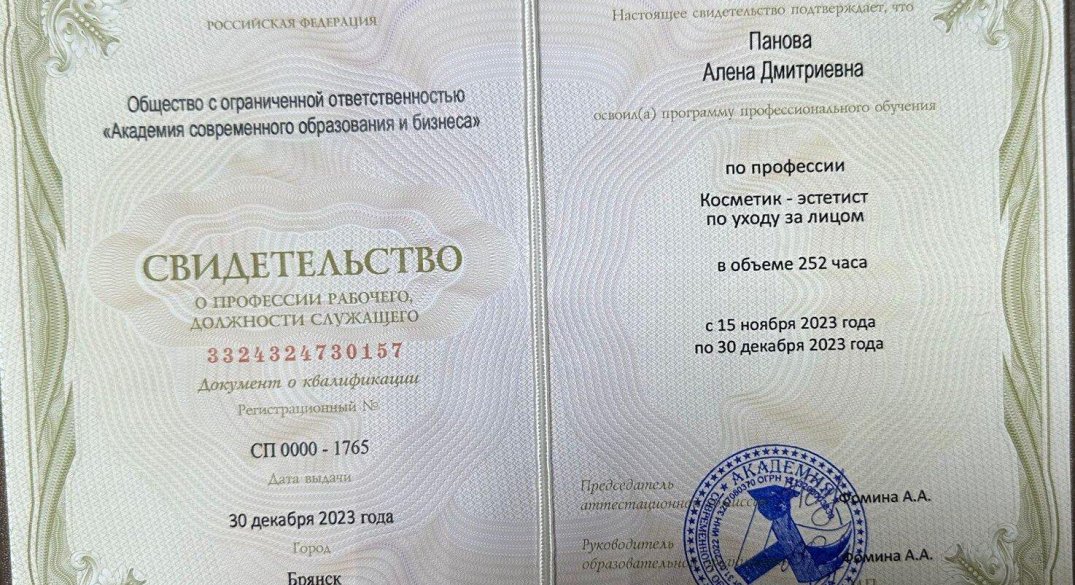 РОССИЙСКАЯ ФЕДЕРАЦИЯ
Общество с ограниченной ответственностью
«Академия современного образования и бизнеса»
СВИДЕТЕЛЬСТВО
О ПРОФЕССИИ РАБОЧЕГО,
ДОЛЖНОСТИ СЛУЖАЩЕГО
3324324730157
Документ о квалификации
Регистрационный №
СП 0000 - 1765
Дата выдачи
30 декабря 2023 года
Город
Брянск
Настоящее свидетельство подтверждает, что
Панова
Алена Дмитриевна
освоил(а) программу профессионального обучения
по профессии
Косметик - эстетист
по уходу за лицом
в объеме 252 часа
с 15 ноября 2023 года
по 30 декабря 2023 года
Председатель
Фомина А.А.
Руководитель
Фомина А.А.
АКАДЕМИЯ
ОГРН